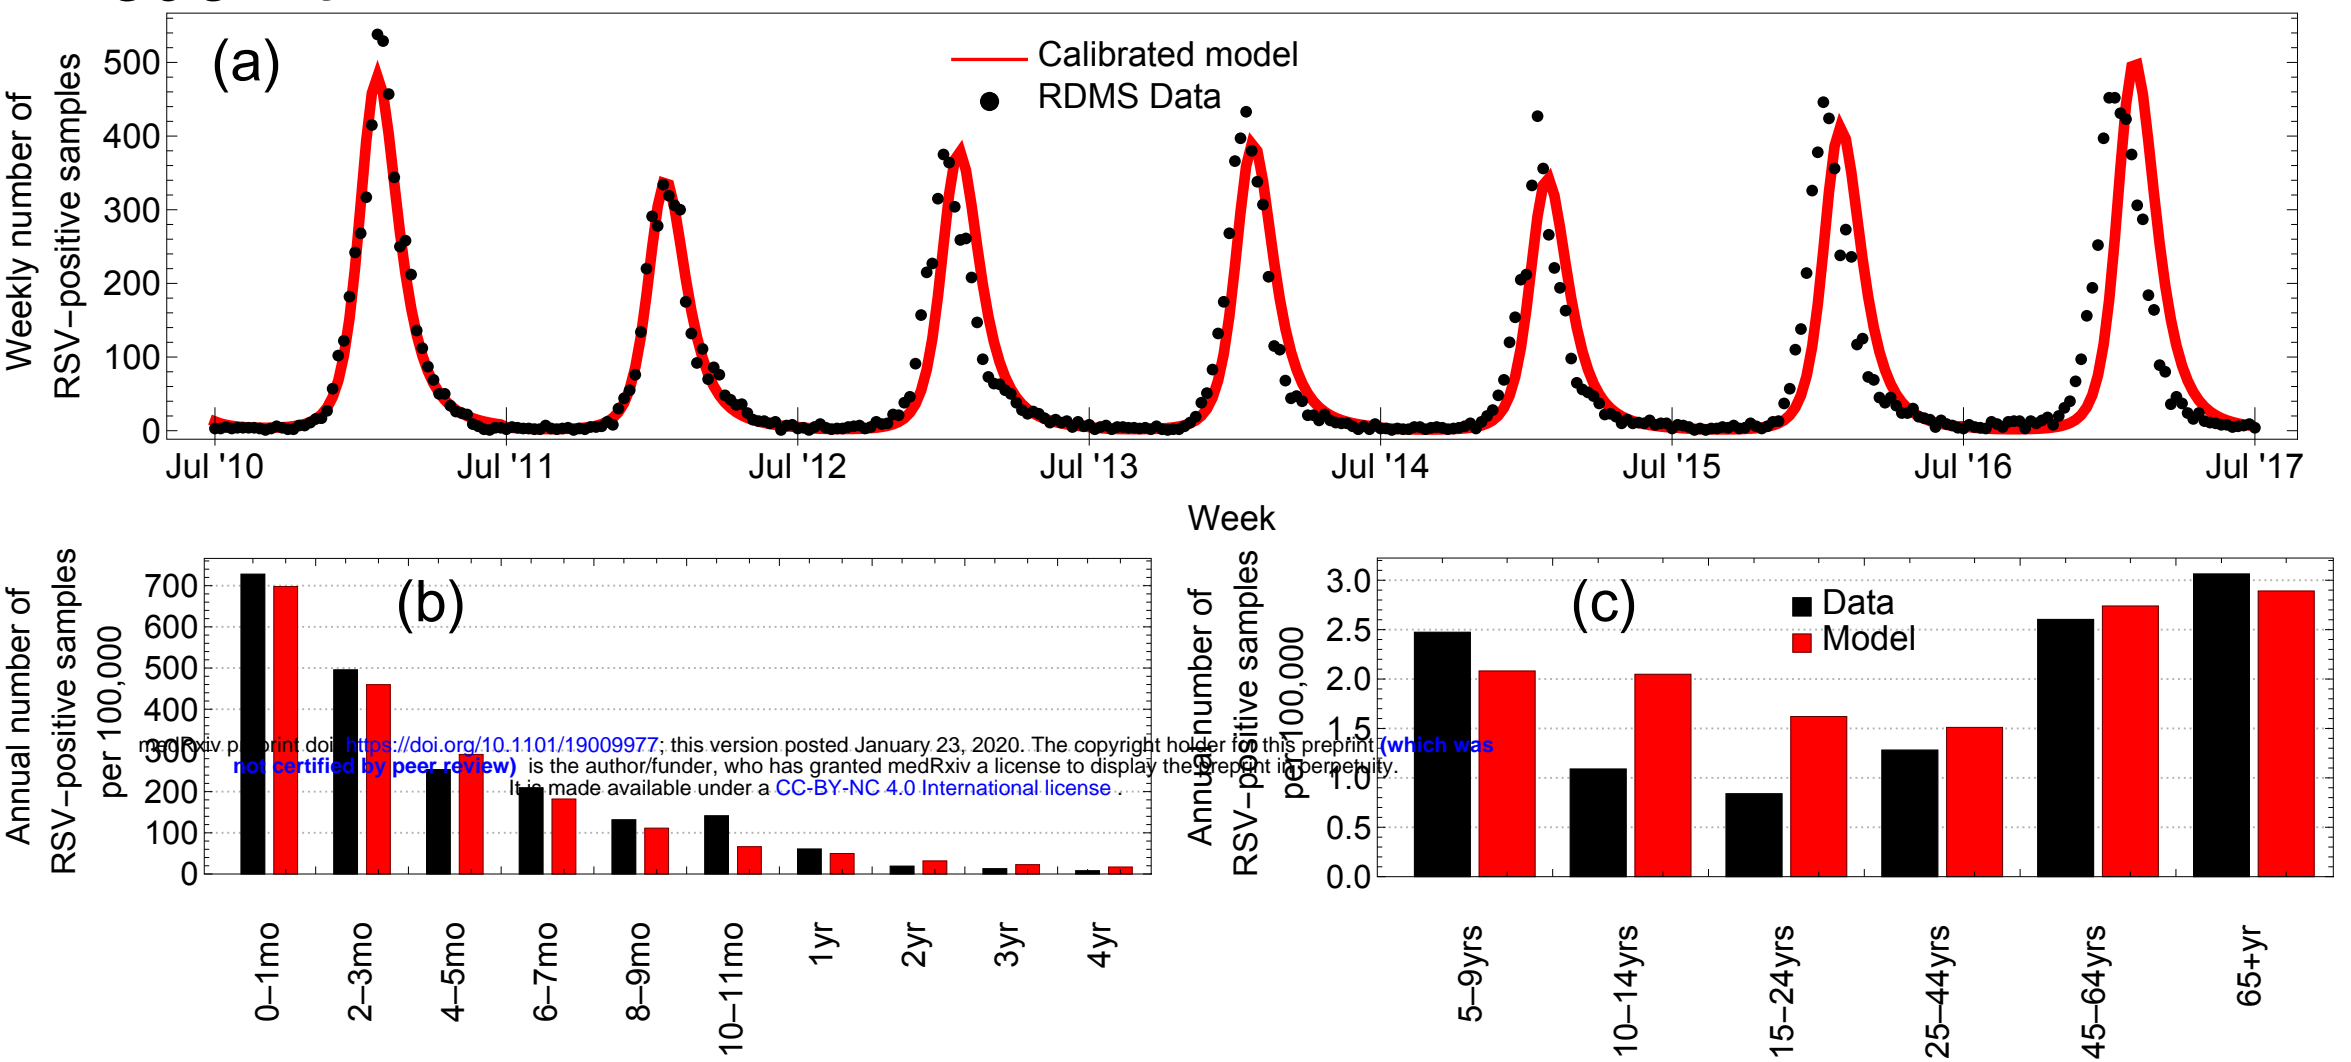 (a)
Calibrated model
RDMS Data
Weekly number of
RSV−positive samples
500
400
300
200
100
0
Jul '10
Jul '11
Jul '12
Jul '13
Jul '14
Jul '15
Jul '16
Jul '17
Week
(b)
Annual number of
RSV−positive samples
per 100,000
700
600
500
400
300
200
100
0
0−1mo
2−3mo
4−5mo
6−7mo
8−9mo
10−11mo
1yr
2yr
3yr
4yr
(c)
Data
Model
Annual number of
RSV−positive samples
per 100,000
3.0
2.5
2.0
1.5
1.0
0.5
0.0
5−9yrs
10−14yrs
15−24yrs
25−44yrs
45−64yrs
65+yr
medRxiv preprint doi: https://doi.org/10.1101/19009977; this version posted January 23, 2020. The copyright holder for this preprint (which was
not certified by peer review) is the author/funder, who has granted medRxiv a license to display the preprint in perpetuity.
It is made available under a CC-BY-NC 4.0 International license .